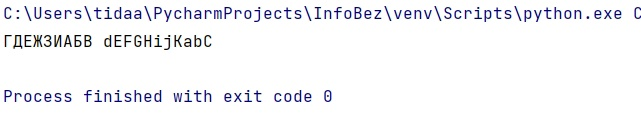 C:\Users\tidaa\PycharmProjects\InfoBez\venv\Scripts\python.exe C
ГДЕЖЗИАБВ dEFGHijKabC
Process finished with exit code 0